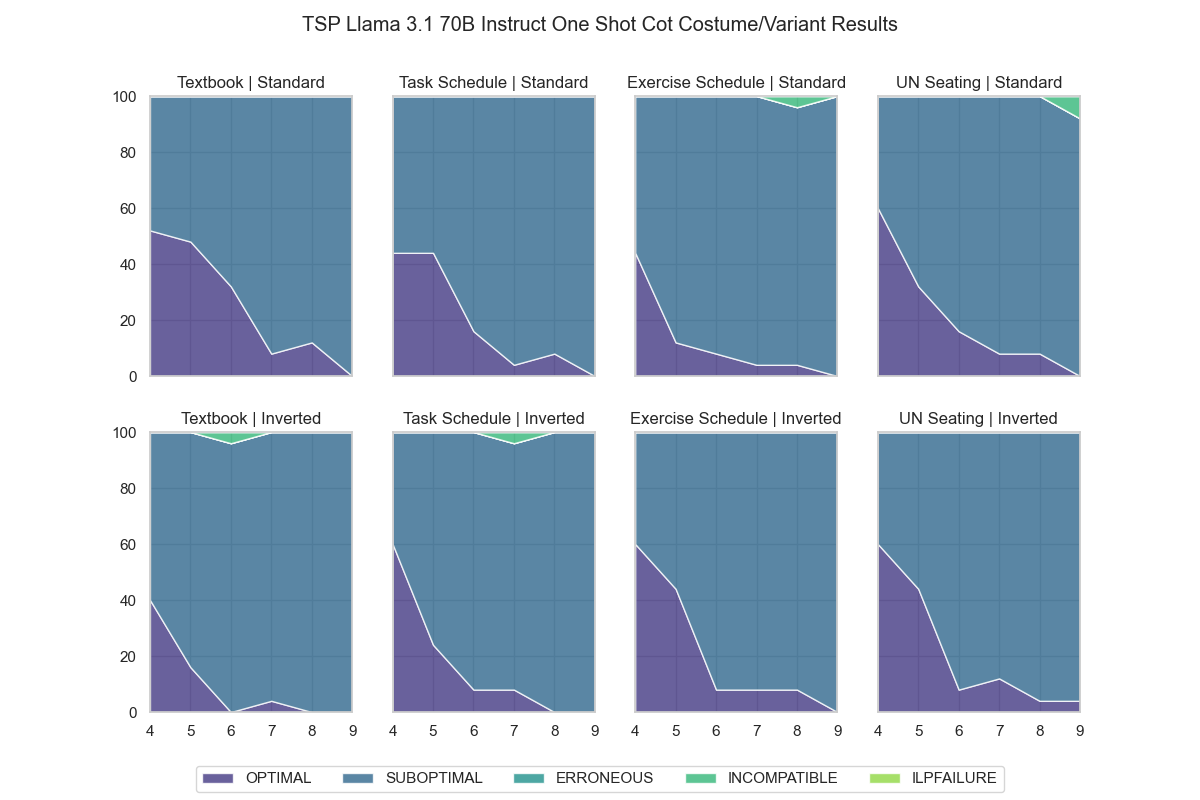 TSP Llama 3.1 70B Instruct One Shot Cot Costume/Variant Results
Textbook | Standard
Task Schedule | Standard
Exercise Schedule | Standard
UN Seating | Standard
100
80
60
40
20
0
Textbook | Inverted
Task Schedule | Inverted
Exercise Schedule | Inverted
UN Seating | Inverted
100
80
60
40
20
0
4 5 6 7 8 9
4 5 6 7 8 9
4 5 6 7 8 9
4 5 6 7 8 9
OPTIMAL SUBOPTIMAL ERRONEOUS INCOMPATIBLE ILPFAILURE